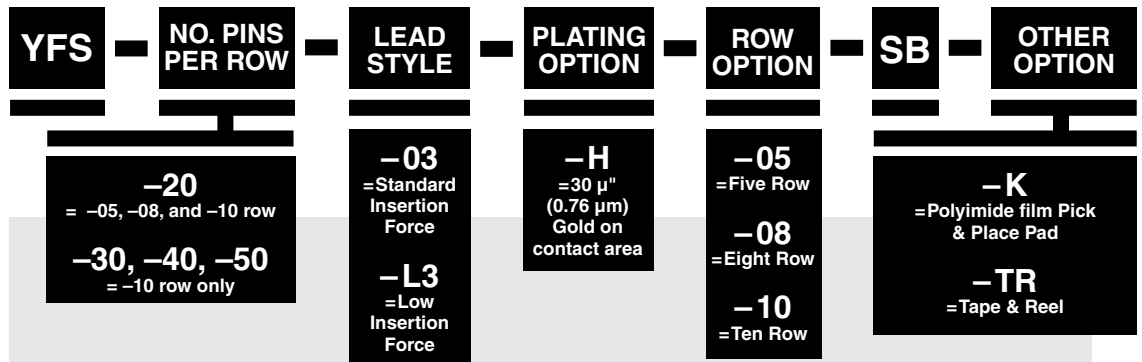 YFS
NO. PINS
PER ROW
LEAD
STYLE
PLATING
OPTION
ROW
OPTION
SB
OTHER
OPTION
–20
= –05, –08, and –10 row
–30, –40, –50
= –10 row only
–03
=Standard
Insertion
Force
–L3
=Low
Insertion
Force
–H
=30 µ"
(0.76 µm)
Gold on
contact area
–05
=Five Row
–08
=Eight Row
–10
=Ten Row
–K
=Polyimide film Pick
& Place Pad
–TR
=Tape & Reel